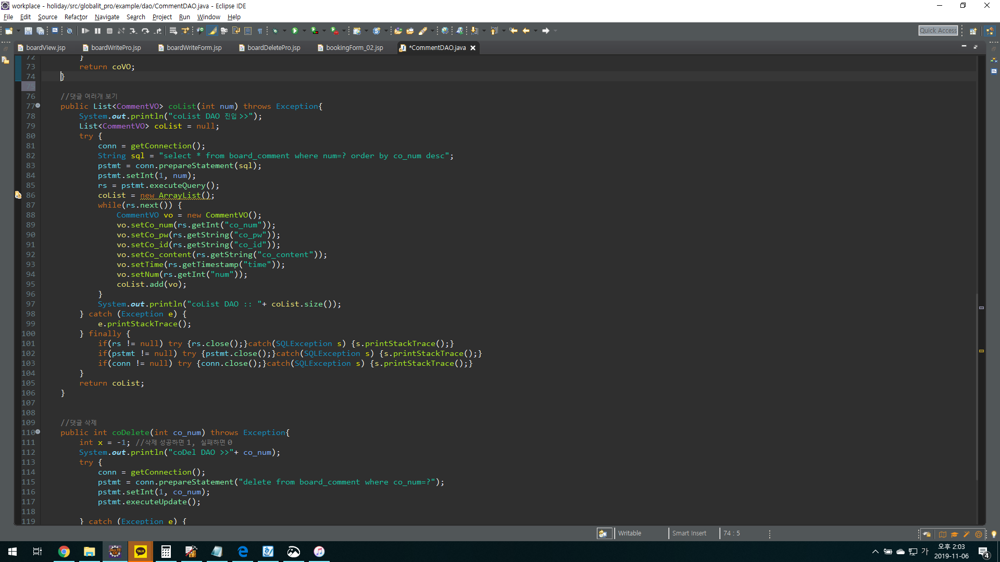 workplace - holiday/src/globalit_pro/example/dao/CommentDAO.java - Eclipse IDE
File Edit Source Refactor Navigate Search Project Run Window Help
Quick Access
boardView.jsp boardWritePro.jsp boardWriteForm.jsp boardDeletePro.jsp bookingForm_02.jsp *CommentDAO.java
72 }
73 return coVO;
74 }
75
76 //댓글 여러개 보기
77 public List<CommentVO> coList(int num) throws Exception{
78 System.out.println("coList DAO 진입>>");
79 List<CommentVO> coList = null;
80 try {
81 conn = getConnection();
82 String sql = "select * from board_comment where num=? order by co_num desc";
83 pstmt = conn.prepareStatement(sql);
84 pstmt.setInt(1, num);
85 rs = pstmt.executeQuery();
86 coList = new ArrayList();
87 while(rs.next()) {
88 CommentVO vo = new CommentVO();
89 vo.setCo_num(rs.getInt("co_num"));
90 vo.setCo_pw(rs.getString("co_pw"));
91 vo.setCo_id(rs.getString("co_id"));
92 vo.setCo_content(rs.getString("co_content"));
93 vo.setTime(rs.getTimestamp("time"));
94 vo.setNum(rs.getInt("num"));
95 coList.add(vo);
96 }
97 System.out.println("coList DAO :: "+ coList.size());
98 } catch (Exception e) {
99 e.printStackTrace();
100 } finally {
101 if(rs != null) try {rs.close();}catch(SQLException s) {s.printStackTrace();}
102 if(pstmt != null) try {pstmt.close();}catch(SQLException s) {s.printStackTrace();}
103 if(conn != null) try {conn.close();}catch(SQLException s) {s.printStackTrace();}
104 }
105 return coList;
106 }
107
108
109 //댓글 삭제
110 public int coDelete(int co_num) throws Exception{
111 int x = -1; //삭제 성공하면 1, 실패하면 0
112 System.out.println("coDel DAO >>"+ co_num);
113 try {
114 conn = getConnection();
115 pstmt = conn.prepareStatement("delete from board_comment where co_num=?");
116 pstmt.setInt(1, co_num);
117 pstmt.executeUpdate();
118
119 } catch (Exception e) {
Writable Smart Insert 74 : 5
TALK
가
오후 2:03
2019-11-06
4